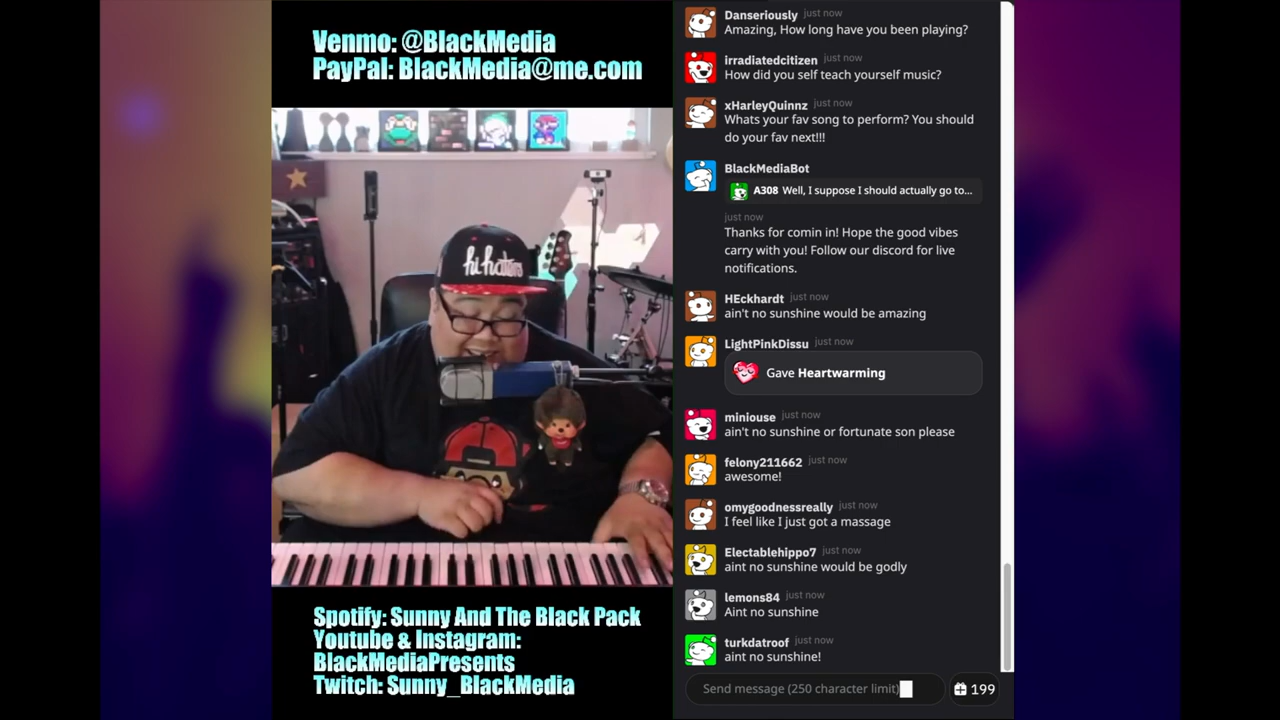 Venmo: @BlackMedia
PayPal: BlackMedia@me.com
hi haters
Spotify: Sunny And The Black Pack
Youtube & Instagram:
BlackMediaPresents
Twitch: Sunny_BlackMedia
Danseriously just now
Amazing, How long have you been playing?
irradiatedcitizen just now
How did you self teach yourself music?
xHarleyQuinnz just now
Whats your fav song to perform? You should
do your fav next!!!
BlackMediaBot
A308 Well, I suppose I should actually go to...
just now
Thanks for comin in! Hope the good vibes
carry with you! Follow our discord for live
notifications.
HEckhardt just now
ain't no sunshine would be amazing
LightPinkDissu just now
Gave Heartwarming
miniouse just now
ain't no sunshine or fortunate son please
felony211662 just now
awesome!
omygoodnessreally just now
I feel like I just got a massage
Electablehippo7 just now
aint no sunshine would be godly
lemons84 just now
Aint no sunshine
turkdatroof just now
aint no sunshine!
Send message (250 character limit)
199